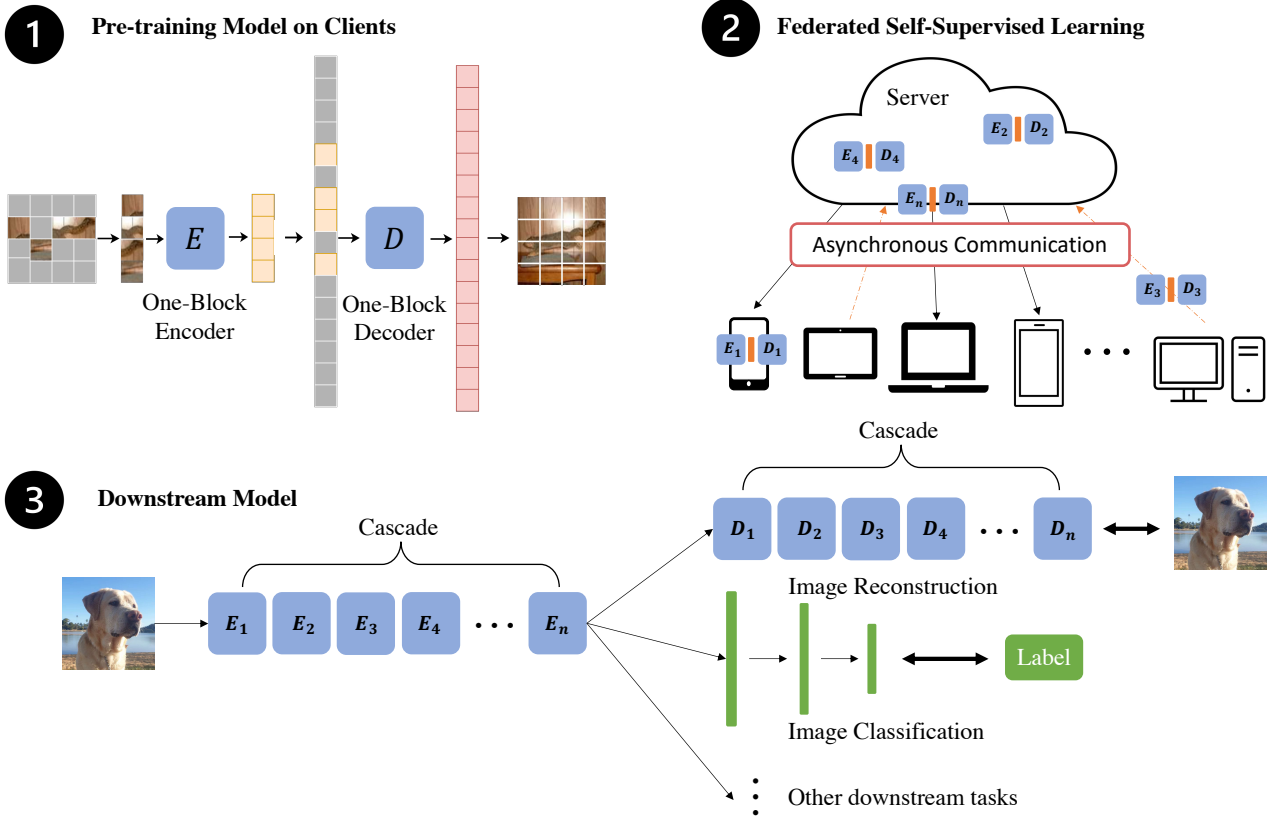 1 Pre-training Model on Clients
E
D
One-Block
Encoder
One-Block
Decoder
2 Federated Self-Supervised Learning
Server
E2 D2
E4 D4
En Dn
Asynchronous Communication
E3 D3
E1 D1
...
3 Downstream Model
Cascade
E1 E2 E3 E4 ... En
Cascade
D1 D2 D3 D4 ... Dn
Image Reconstruction
Label
Image Classification
Other downstream tasks